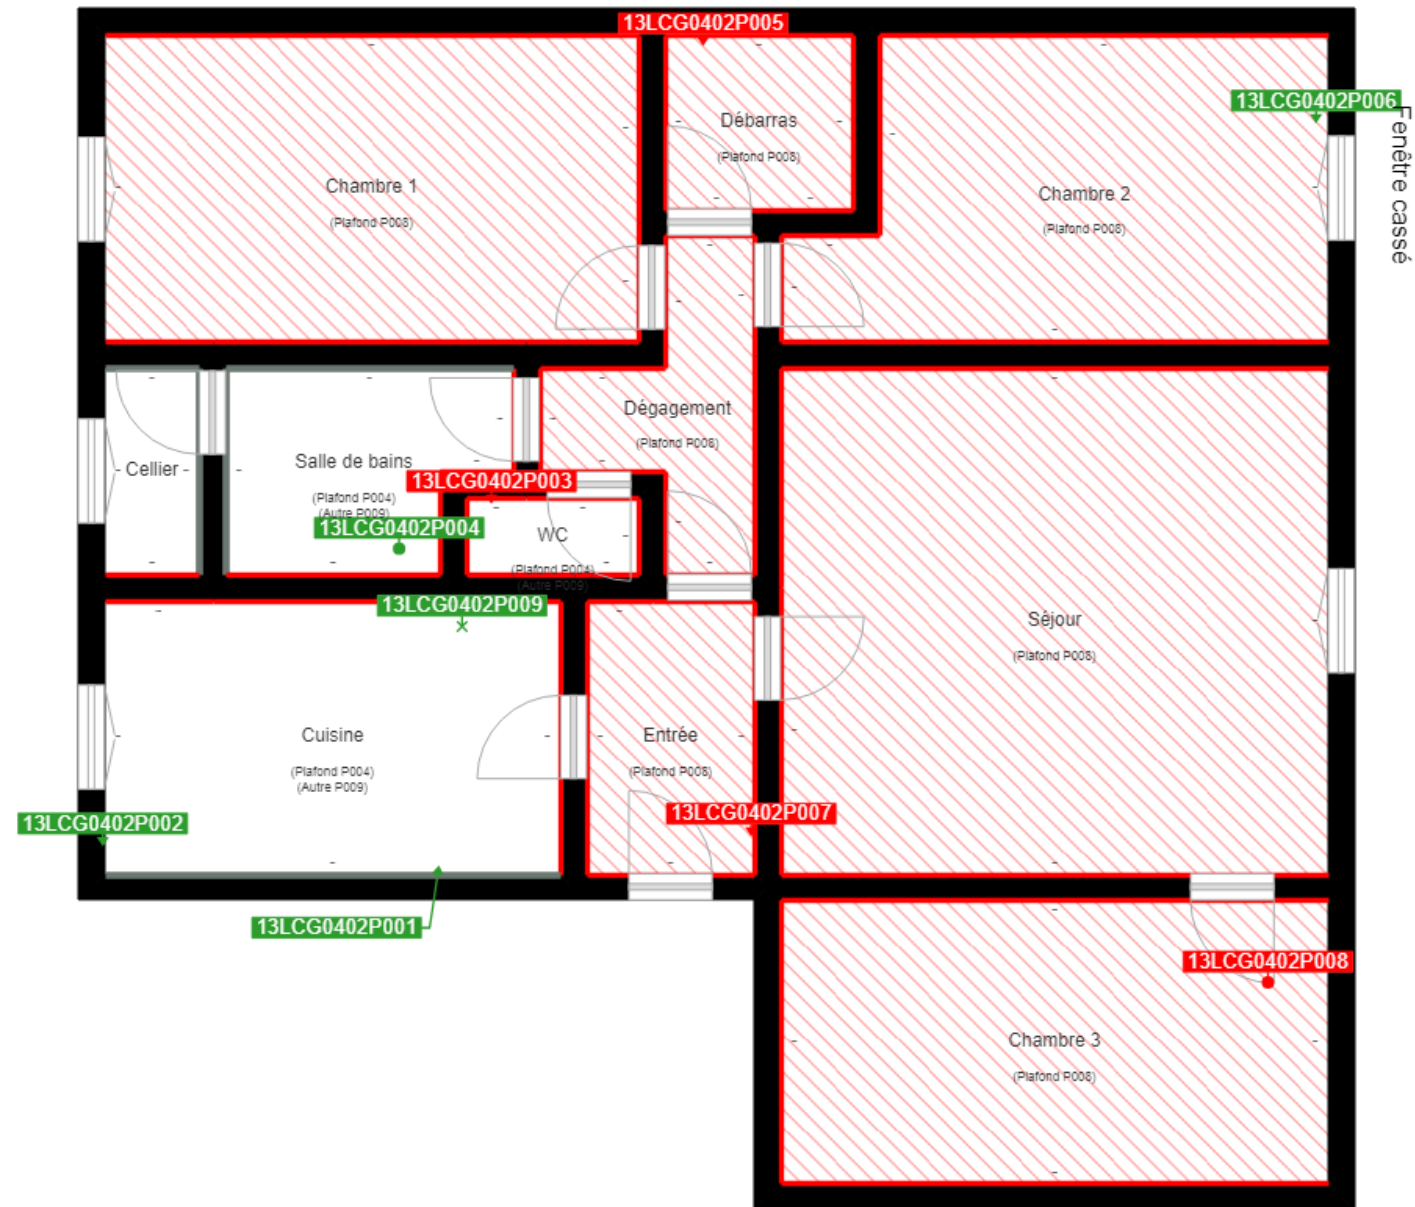 13LCG0402P005
13LCG0402P006
Fenêtre cassé
Débarras
(Plafond P008)
Chambre 1
(Plafond P008)
Chambre 2
(Plafond P008)
Dégagement
(Plafond P008)
Cellier
Salle de bains
(Plafond P004)
(Autre P009)
13LCG0402P003
13LCG0402P004
WC
(Plafond P004)
(Autre P009)
13LCG0402P009
Séjour
(Plafond P008)
Cuisine
(Plafond P004)
(Autre P009)
Entrée
(Plafond P008)
13LCG0402P002
13LCG0402P007
13LCG0402P001
13LCG0402P008
Chambre 3
(Plafond P008)